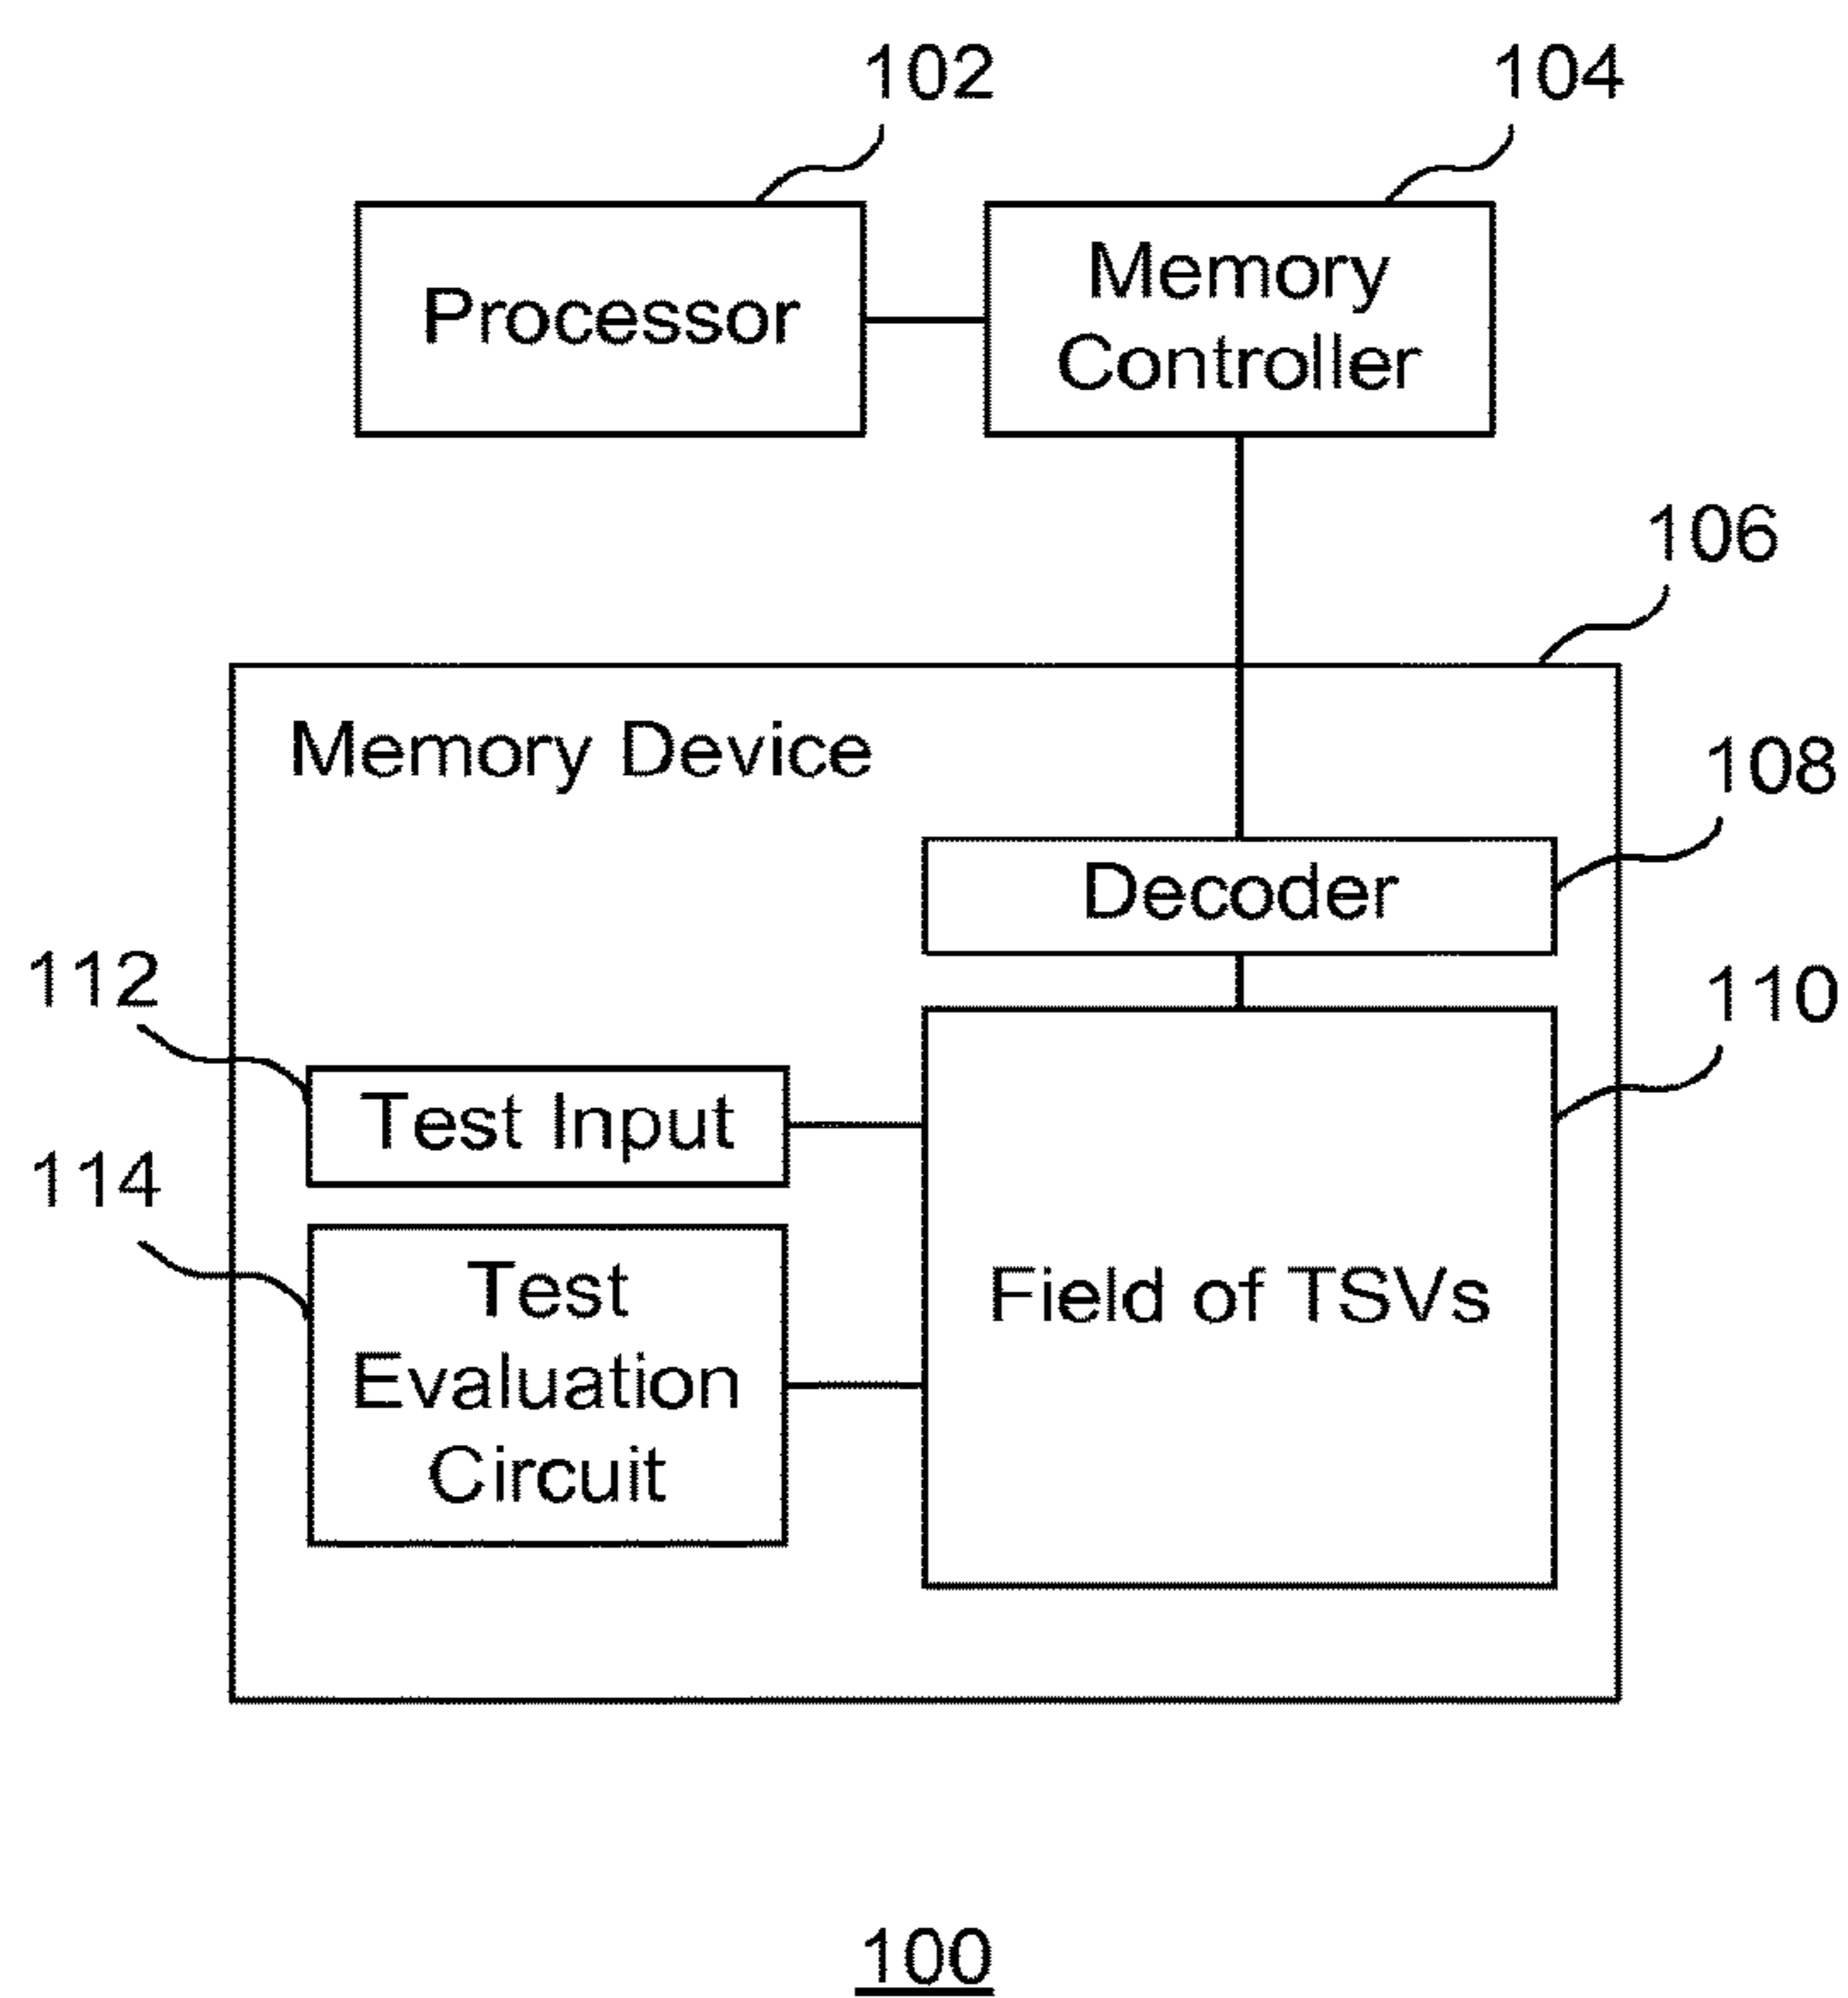 102
104
Processor
Memory
Controller
106
Memory Device
108
Decoder
112
110
Test Input
114
Test
Evaluation
Circuit
Field of TSVs
100